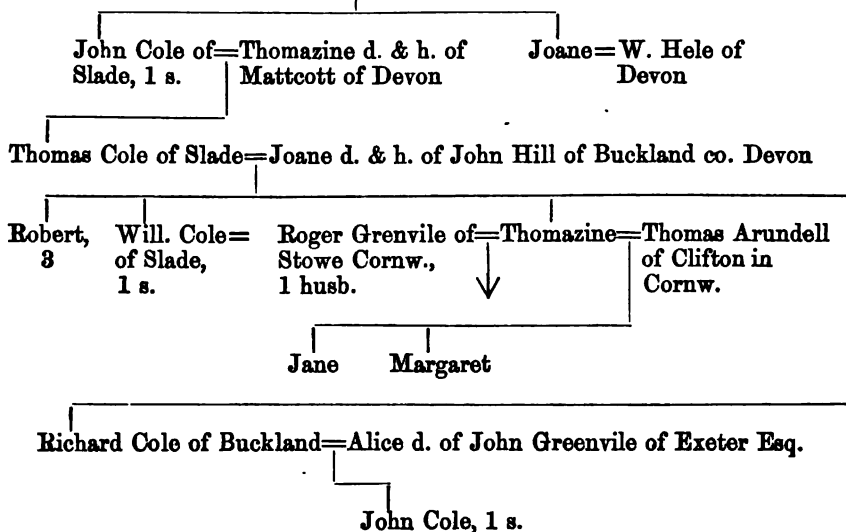 John Cole of=Thomazine d. & h. of Joane=W. Hele of
Slade, 1 s. Mattcott of Devon Devon
Thomas Cole of Slade=Joane d. & h. of John Hill of Buckland co. Devon
Robert, Will. Cole= Roger Grenvile of=Thomazine=Thomas Arundell
3 of Slade, Stowe Cornw., of Clifton in
1 s. 1 husb. Cornw.
Jane Margaret
Richard Cole of Buckland=Alice d. of John Greenvile of Exeter Esq.
John Cole, 1 s.